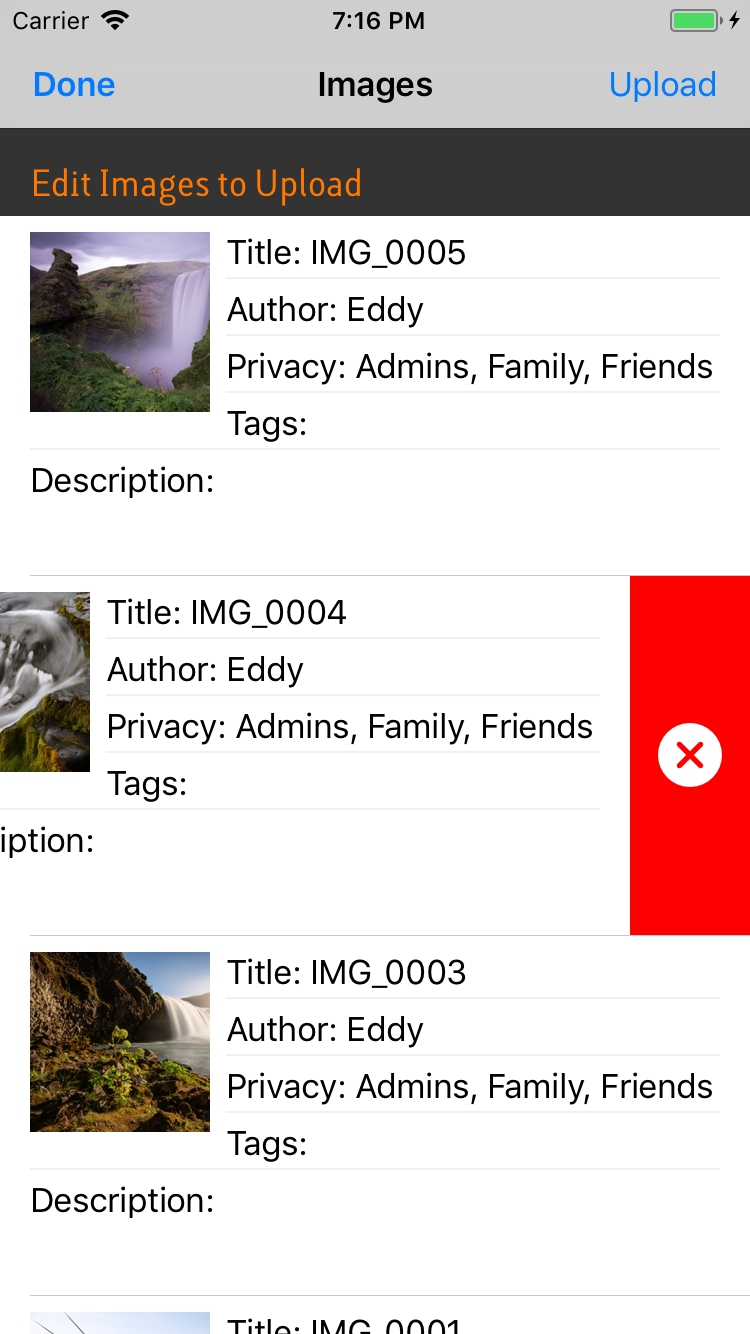 Carrier 7:16 PM
Done Images Upload
Edit Images to Upload
Title: IMG_0005
Author: Eddy
Privacy: Admins, Family, Friends
Tags:
Description:
Title: IMG_0004
Author: Eddy
Privacy: Admins, Family, Friends
Tags:
iption:
Title: IMG_0003
Author: Eddy
Privacy: Admins, Family, Friends
Tags:
Description:
Title: IMG_0001